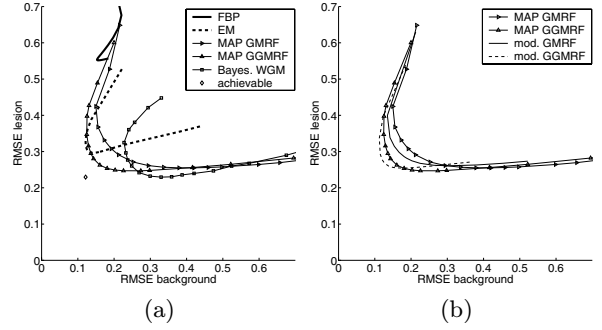 0.7
0.6
0.5
0.4
0.3
0.2
0.1
0
0
0.1
0.2
0.3
0.4
0.5
0.6
RMSE lesion
RMSE background
FBP
EM
MAP GMRF
MAP GGMRF
Bayes. WGM
achievable
(a)
0.7
0.6
0.5
0.4
0.3
0.2
0.1
0
0
0.1
0.2
0.3
0.4
0.5
0.6
RMSE lesion
RMSE background
MAP GMRF
MAP GGMRF
mod. GMRF
mod. GGMRF
(b)